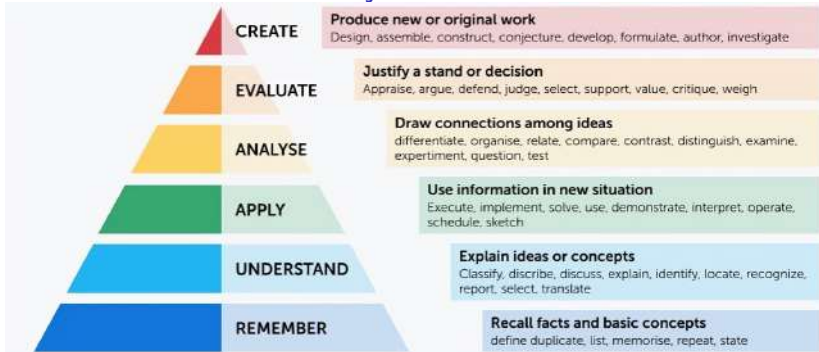 CREATE
Produce new or original work
Design, assemble, construct, conjecture, develop, formulate, author, investigate
EVALUATE
Justify a stand or decision
Appraise, argue, defend, judge, select, support, value, critique, weigh
ANALYSE
Draw connections among ideas
differentiate, organise, relate, compare, contrast, distinguish, examine,
expertiment, question, test
APPLY
Use information in new situation
Execute, implement, solve, use, demonstrate, interpret, operate,
schedule, sketch
UNDERSTAND
Explain ideas or concepts
Classify, discribe, discuss, explain, identify, locate, recognize,
report, select, translate
REMEMBER
Recall facts and basic concepts
define duplicate, list, memorise, repeat, state